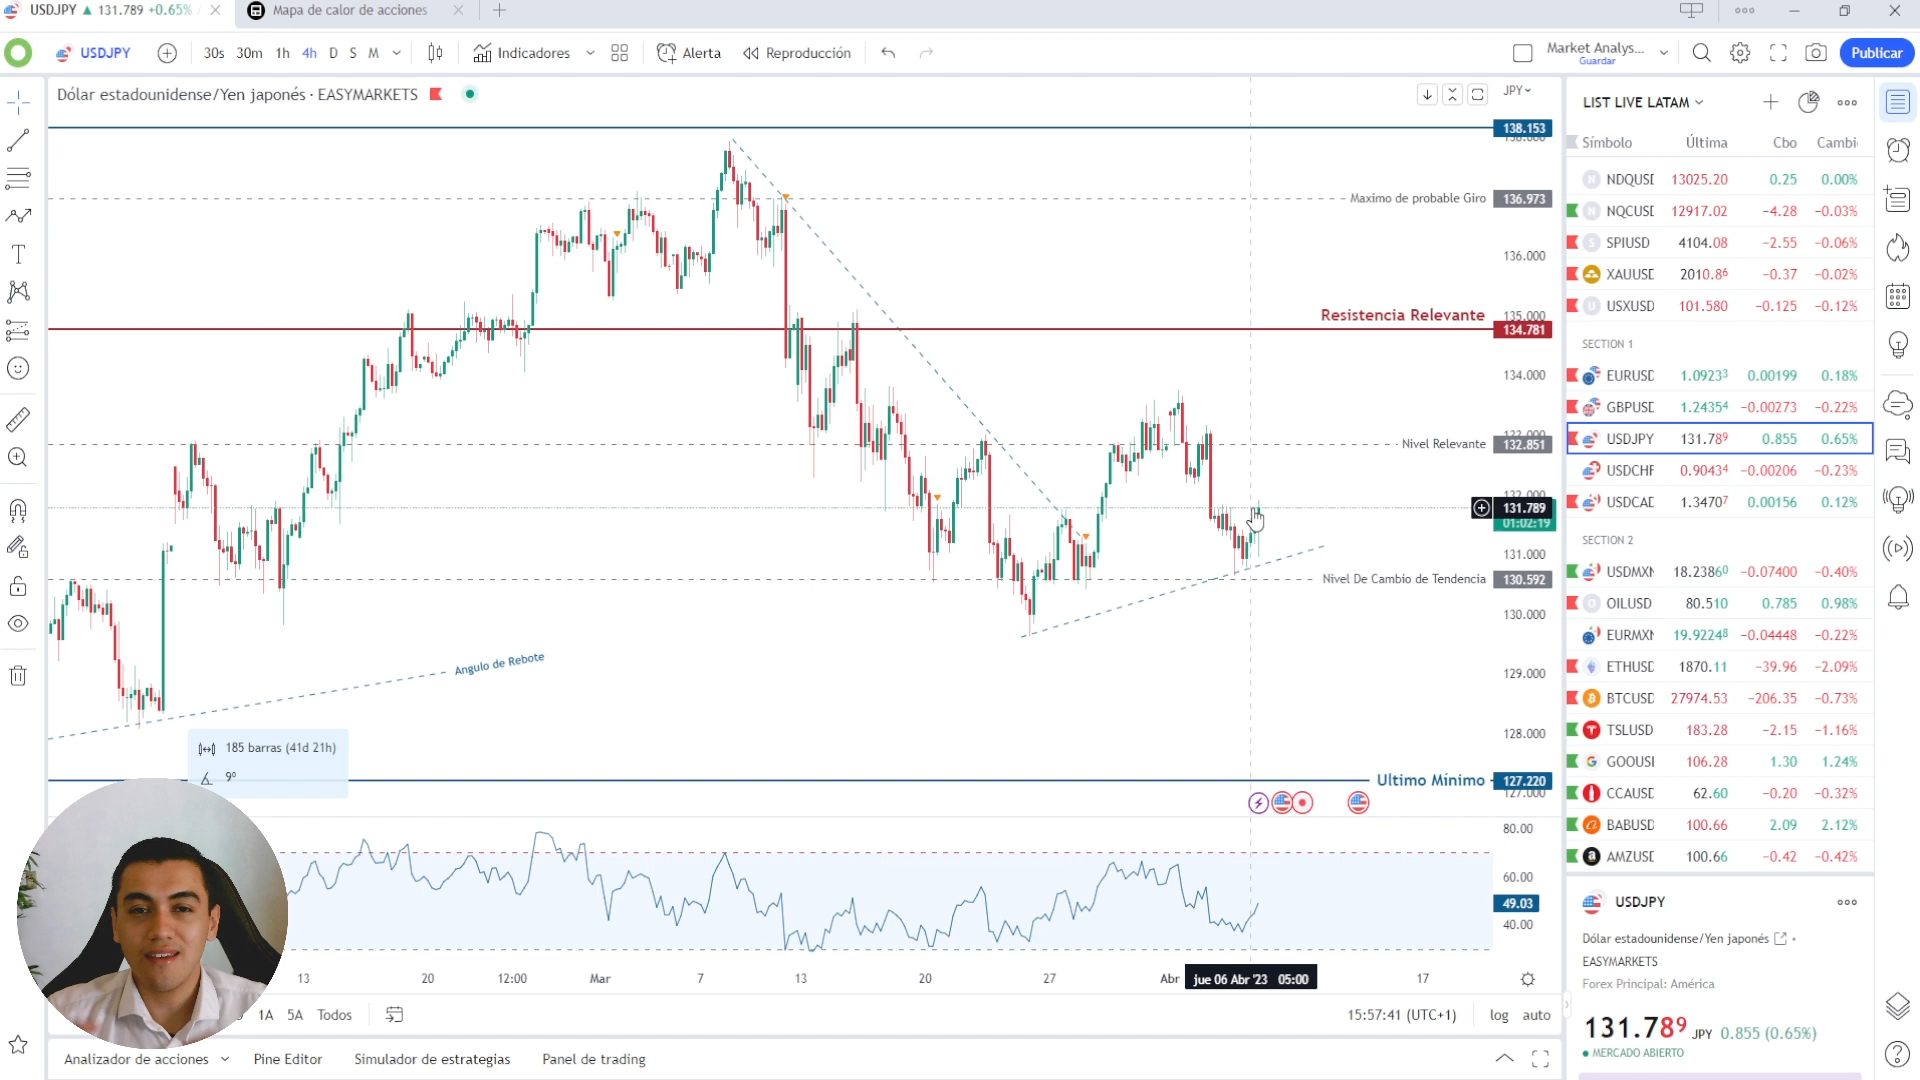 USDJPY ▲ 131.789 +0.65%
Mapa de calor de acciones
USDJPY
30s 30m 1h 4h D S M
Indicadores
Alerta
Reproducción
Market Analys...
Guardar
Publicar
Dólar estadounidense/Yen japonés · EASYMARKETS
JPY
138.153
Maximo de probable Giro 136.973
136.000
Resistencia Relevante
135.000
134.781
134.000
Nivel Relevante 132.851
131.789
01:02:19
131.000
Nivel De Cambio de Tendencia 130.592
130.000
129.000
Angulo de Rebote
128.000
185 barras (41d 21h)
9º
Ultimo Mínimo 127.220
127.000
80.00
60.00
49.03
40.00
13 20 12:00 Mar 7 13 20 27 Abr jue 06 Abr '23 05:00 17
1A 5A Todos
15:57:41 (UTC+1) log auto
Analizador de acciones Pine Editor Simulador de estrategias Panel de trading
LIST LIVE LATAM
Símbolo Última Cbo Cambi
NDQUSD 13025.20 0.25 0.00%
NQCUSD 12917.02 −4.28 −0.03%
SPIUSD 4104.08 −2.55 −0.06%
XAUUSD 2010.86 −0.37 −0.02%
USXUSD 101.580 −0.125 −0.12%
SECTION 1
EURUSD 1.09233 0.00199 0.18%
GBPUSD 1.24354 −0.00273 −0.22%
USDJPY 131.789 0.855 0.65%
USDCHF 0.90434 −0.00206 −0.23%
USDCAD 1.34707 0.00156 0.12%
SECTION 2
USDMXN 18.23860 −0.07400 −0.40%
OILUSD 80.510 0.785 0.98%
EURMXN 19.92248 −0.04448 −0.22%
ETHUSD 1870.11 −39.96 −2.09%
BTCUSD 27974.53 −206.35 −0.73%
TSLUSD 183.28 −2.15 −1.16%
GOOUSD 106.28 1.30 1.24%
CCAUSD 62.60 −0.20 −0.32%
BABUSD 100.66 2.09 2.12%
AMZUSD 100.66 −0.42 −0.42%
USDJPY
Dólar estadounidense/Yen japonés
EASYMARKETS
Forex Principal: América
131.789 JPY 0.855 (0.65%)
MERCADO ABIERTO